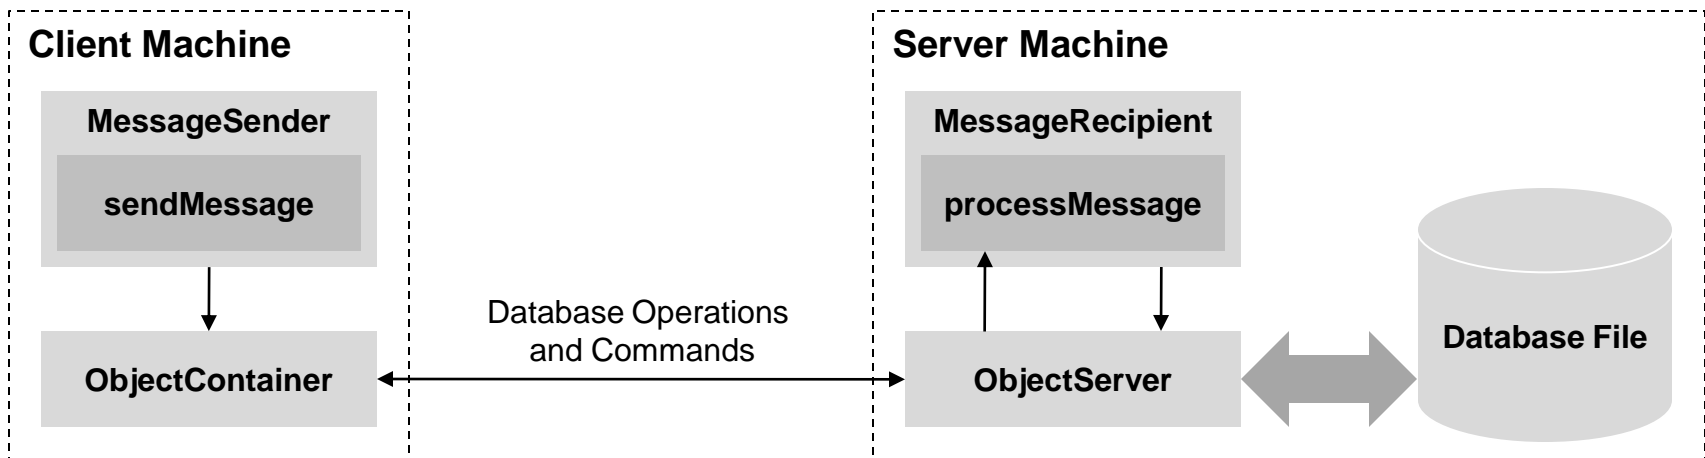 Client Machine
MessageSender
sendMessage
ObjectContainer
Database Operations
and Commands
Server Machine
MessageRecipient
processMessage
ObjectServer
Database File